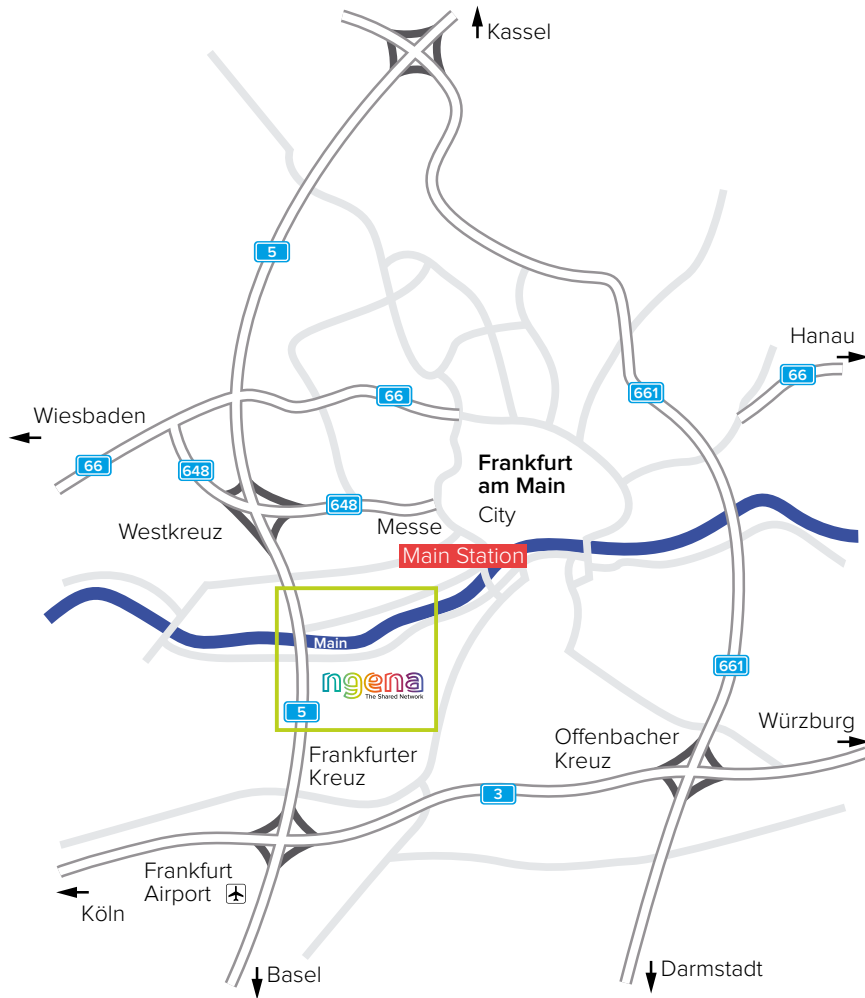 Kassel
5
Hanau
66
661
66
Wiesbaden
66
648
648
Frankfurt
am Main
City
Messe
Westkreuz
Main Station
Main
ngena
The Shared Network
5
661
Würzburg
Offenbacher
Kreuz
Frankfurter
Kreuz
3
Frankfurt
Airport
Köln
Basel
Darmstadt